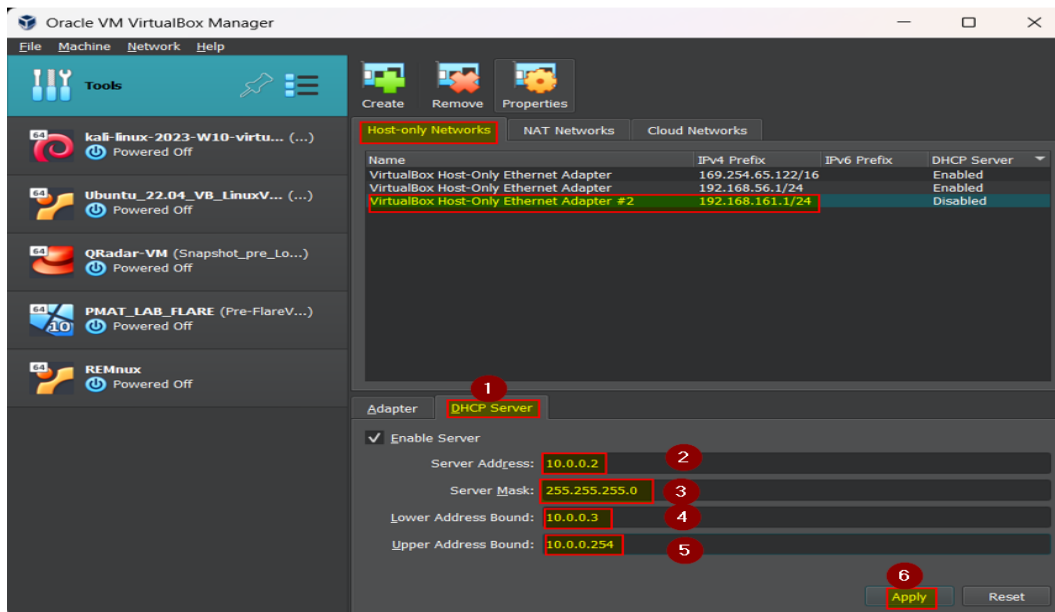 Oracle VM VirtualBox Manager
File Machine Network Help
Tools
Create Remove Properties
64 kali-linux-2023-W10-virtu... (...)
Powered Off
64 Ubuntu_22.04_VB_LinuxV... (...)
Powered Off
64 QRadar-VM (Snapshot_pre_Lo...)
Powered Off
64 10 PMAT_LAB_FLARE (Pre-FlareV...)
Powered Off
64 REMnux
Powered Off
Host-only Networks NAT Networks Cloud Networks
Name IPv4 Prefix IPv6 Prefix DHCP Server
VirtualBox Host-Only Ethernet Adapter 169.254.65.122/16 Enabled
VirtualBox Host-Only Ethernet Adapter 192.168.56.1/24 Enabled
VirtualBox Host-Only Ethernet Adapter #2 192.168.161.1/24 Disabled
1
Adapter DHCP Server
Enable Server
Server Address: 10.0.0.2 2
Server Mask: 255.255.255.0 3
Lower Address Bound: 10.0.0.3 4
Upper Address Bound: 10.0.0.254 5
6
Apply Reset